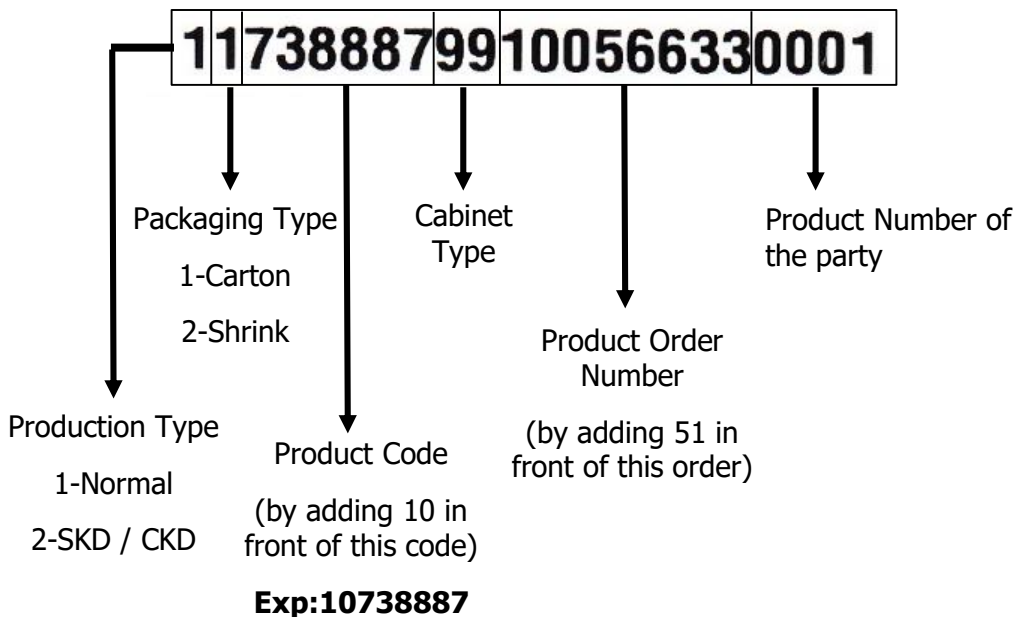 1173888799100566330001
Packaging Type
1-Carton
2-Shrink
Cabinet
Type
Product Number of
the party
Product Order
Number
(by adding 51 in
front of this order)
Production Type
1-Normal
2-SKD / CKD
Product Code
(by adding 10 in
front of this code)
Exp:10738887